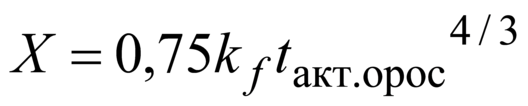 X = 0,75k_f t_акт.орос^4/3